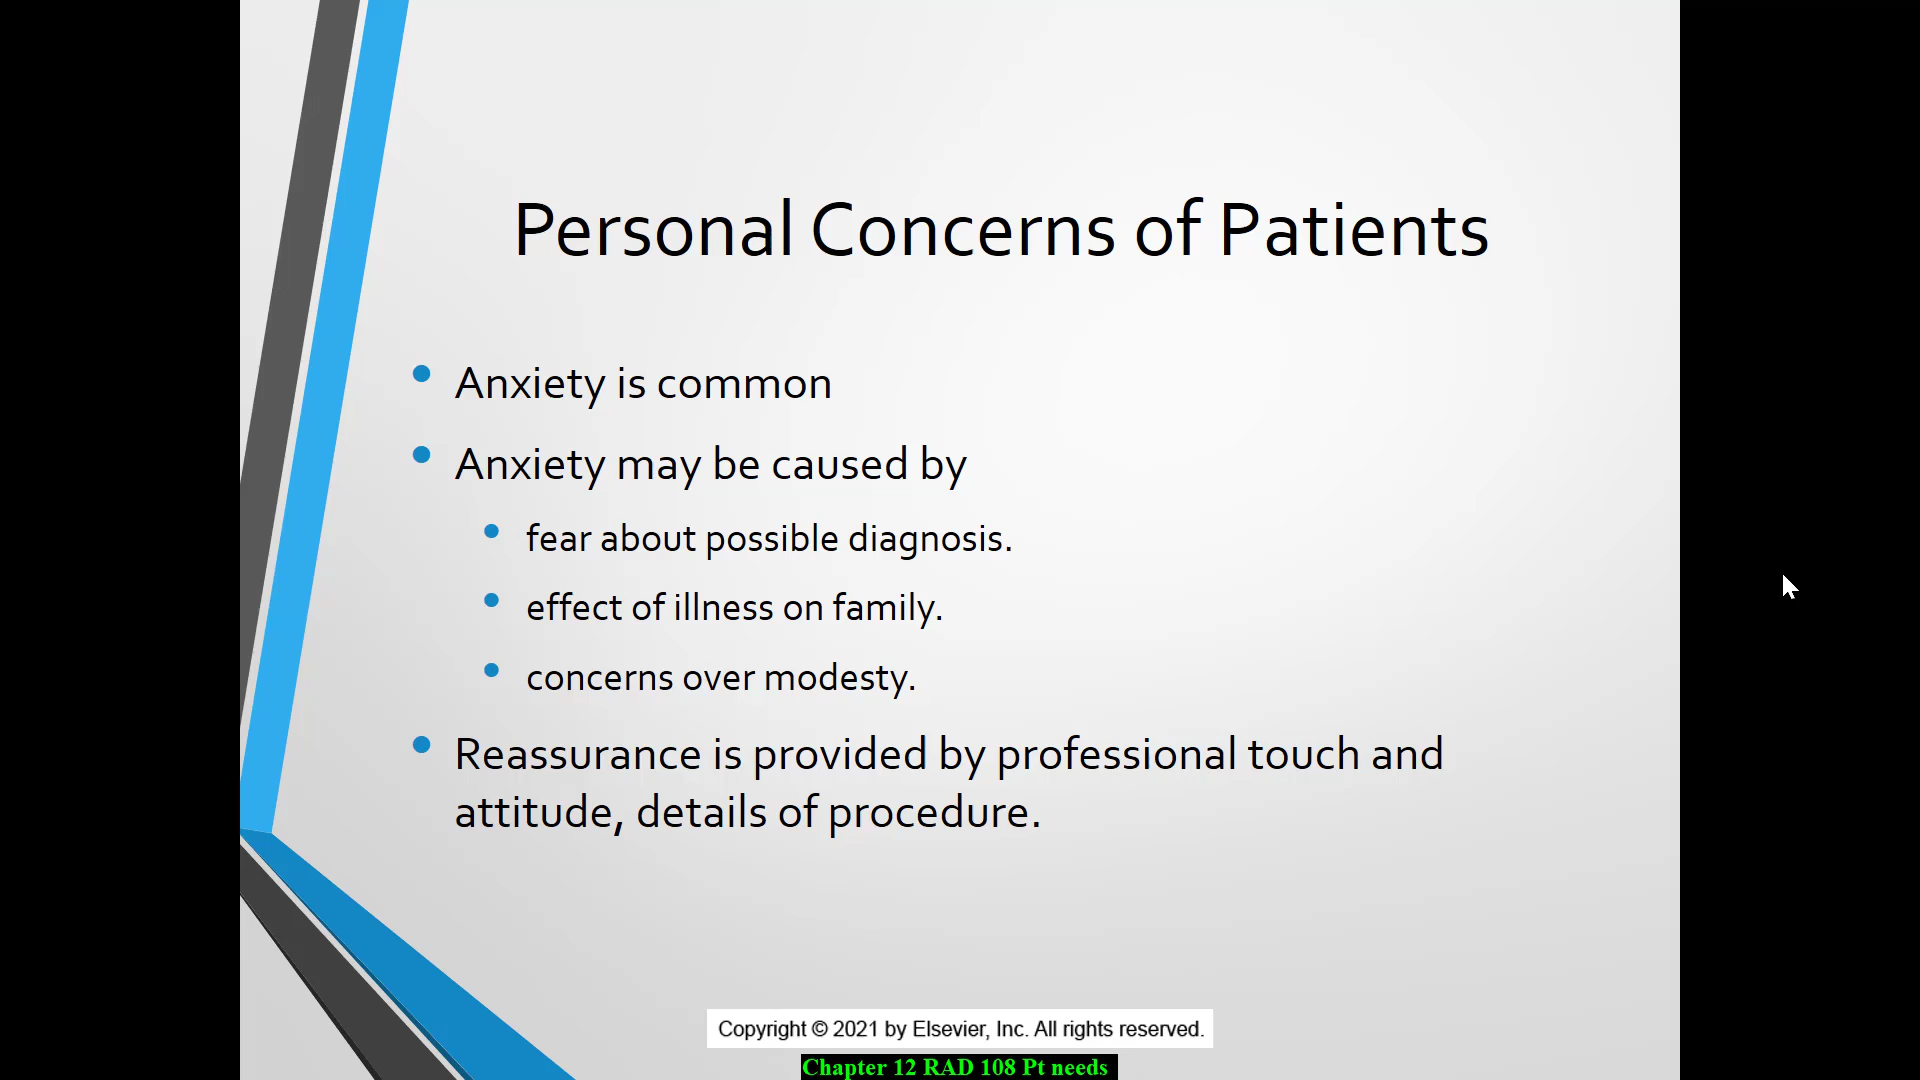 Personal Concerns of Patients
• Anxiety is common
• Anxiety may be caused by
• fear about possible diagnosis.
• effect of illness on family.
• concerns over modesty.
• Reassurance is provided by professional touch and
attitude, details of procedure.
Copyright © 2021 by Elsevier, Inc. All rights reserved.
Chapter 12 RAD 108 Pt needs